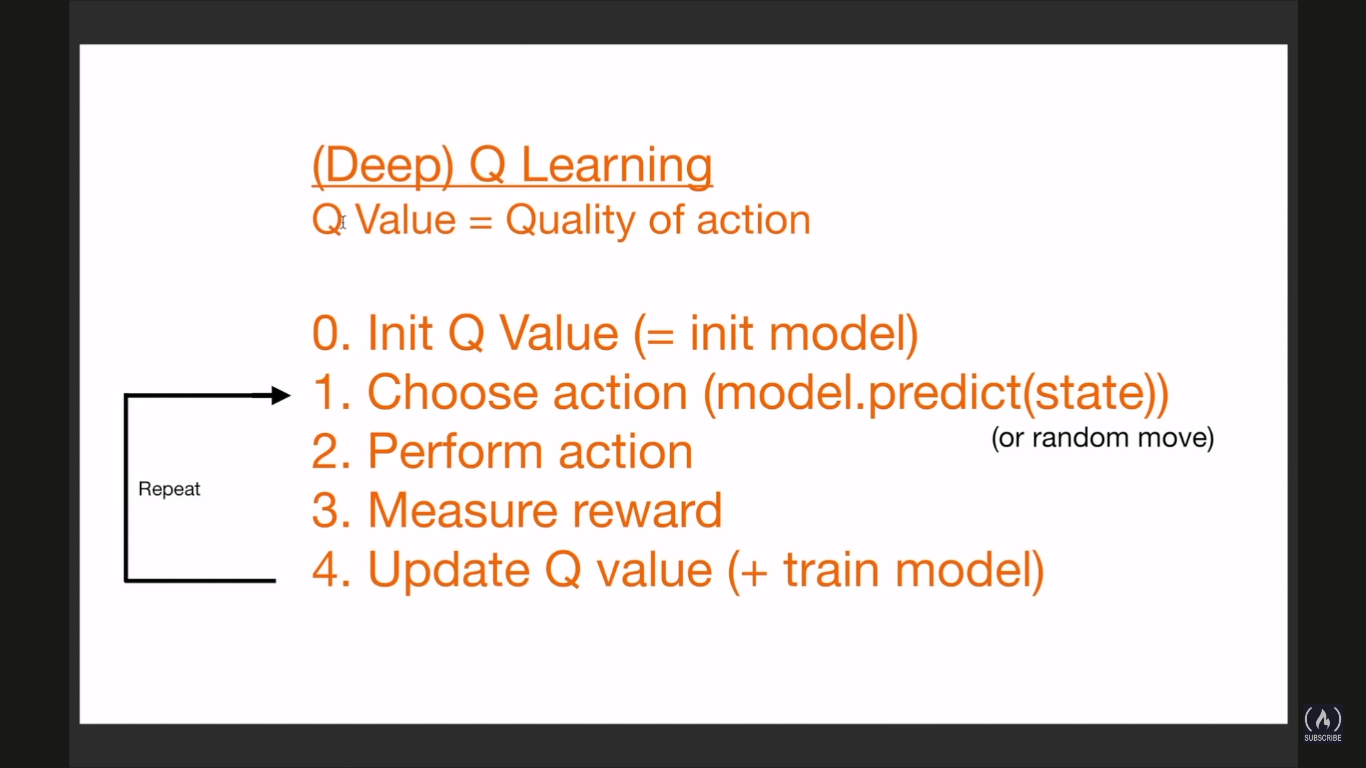 (Deep) Q Learning
Q Value = Quality of action
0. Init Q Value (= init model)
1. Choose action (model.predict(state))
(or random move)
2. Perform action
Repeat
3. Measure reward
4. Update Q value (+ train model)
SUBSCRIBE